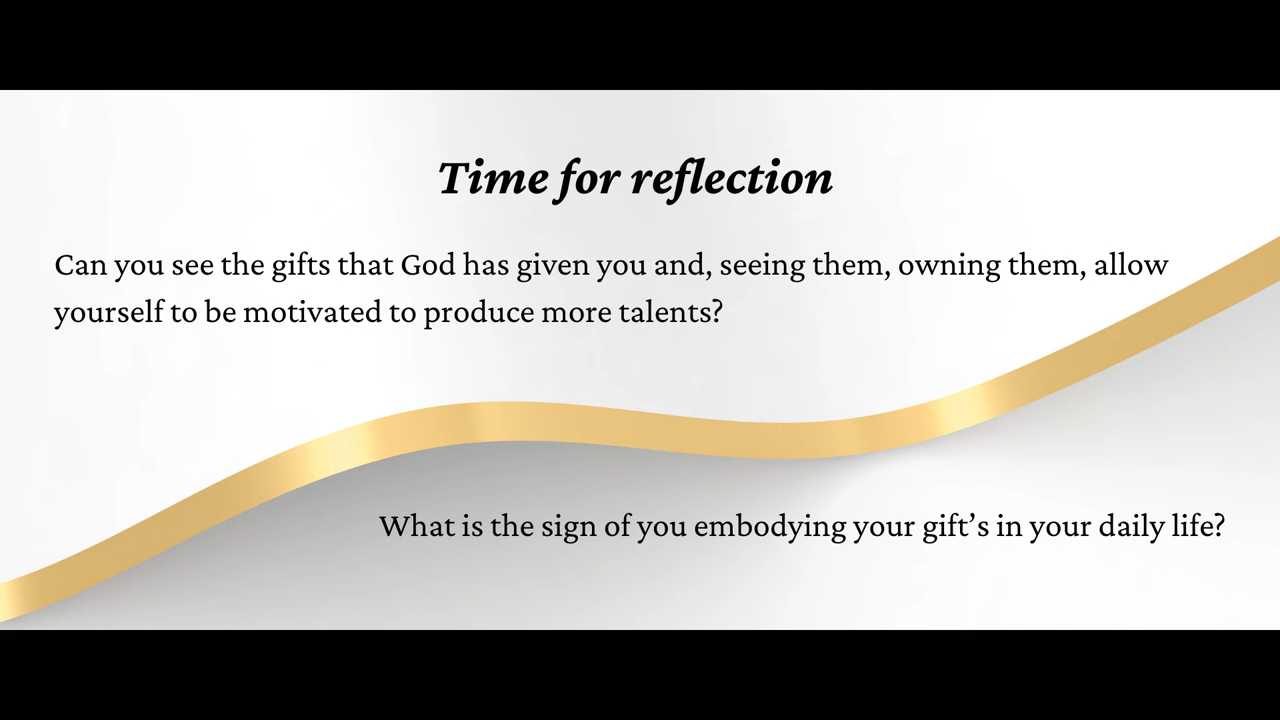 Time for reflection
Can you see the gifts that God has given you and, seeing them, owning them, allow
yourself to be motivated to produce more talents?
What is the sign of you embodying your gift’s in your daily life?